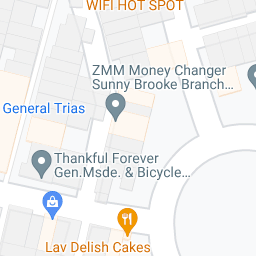 WIFI HOT SPOT
ZMM Money Changer
Sunny Brooke Branch...
General Trias
Thankful Forever
Gen.Msde. & Bicycle...
Lav Delish Cakes